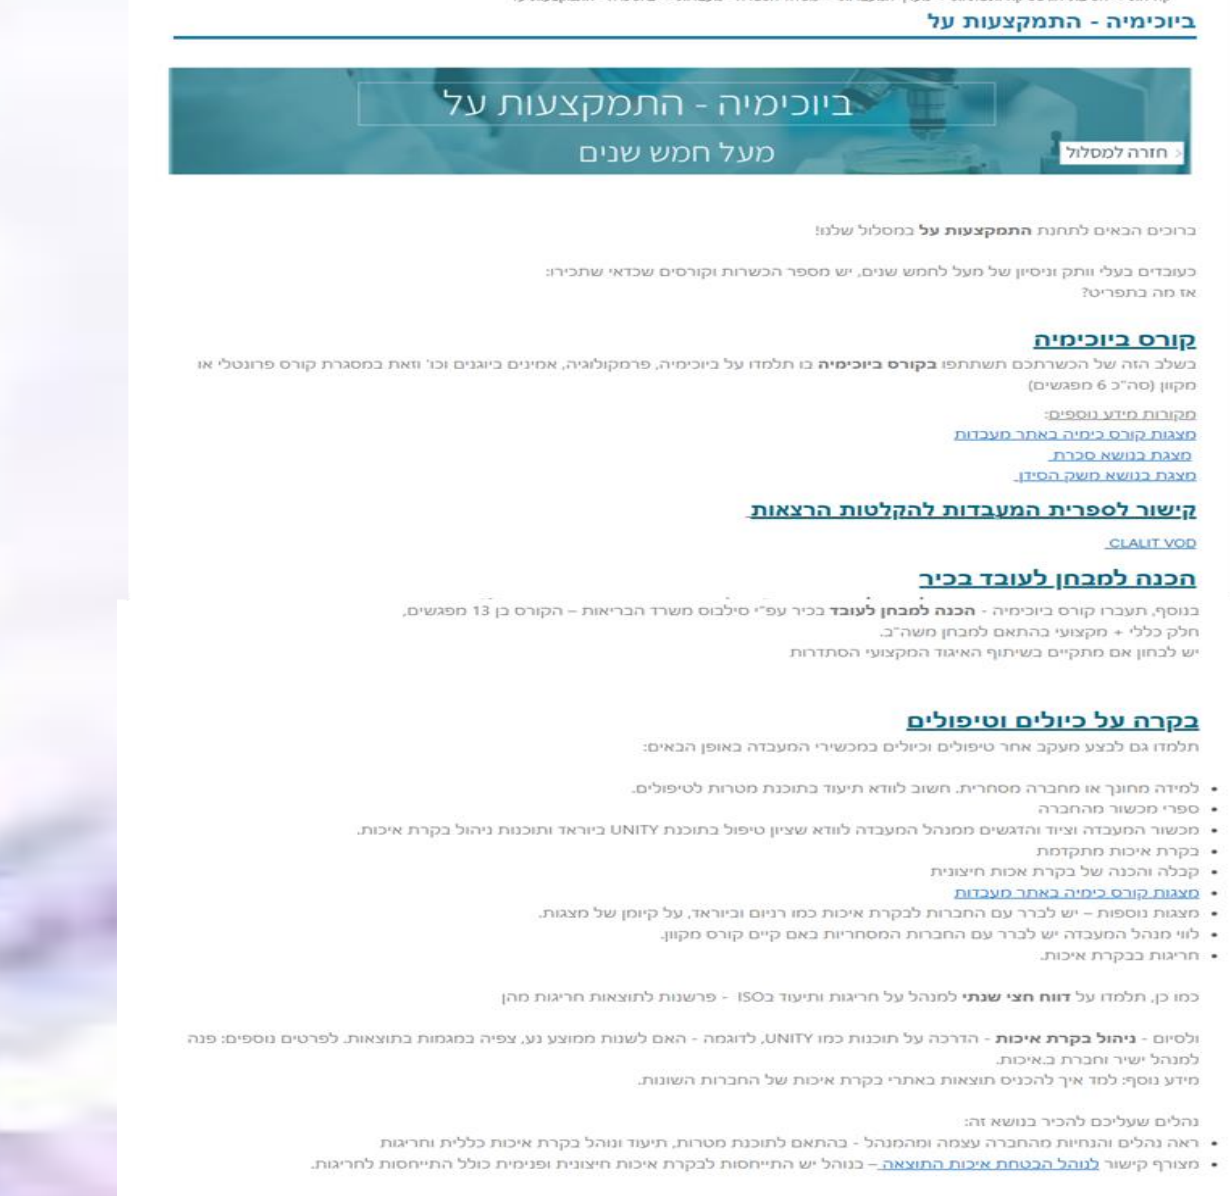 ביוכימיה - התמקצעות על
ביוכימיה - התמקצעות על
מעל חמש שנים
חזרה למסלול >
ברוכים הבאים לתחנת התמקצעות על במסלול שלנו!
כעובדים בעלי וותק וניסיון של מעל לחמש שנים, יש מספר הכשרות וקורסים שכדאי שתכירו:
אז מה בתפריט?
קורס ביוכימיה
בשלב הזה של הכשרתכם תשתתפו בקורס ביוכימיה בו תלמדו על ביוכימיה, פרמקולוגיה, אמינים ביוגנים וכו' וזאת במסגרת קורס פרונטלי או
מקוון (סה"כ 6 מפגשים)
מקורות מידע נוספים:
מצגות קורס כימיה באתר מעבדות
מצגת בנושא סכרת
מצגת בנושא משק הסידן
קישור לספרית המעבדות להקלטות הרצאות
CLALIT VOD
הכנה למבחן לעובד בכיר
בנוסף, תעברו קורס ביוכימיה - הכנה למבחן לעובד בכיר עפ"י סילבוס משרד הבריאות – הקורס בן 13 מפגשים,
חלק כללי + מקצועי בהתאם למבחן משה"ב.
יש לבחון אם מתקיים בשיתוף האיגוד המקצועי הסתדרות
בקרה על כיולים וטיפולים
תלמדו גם לבצע מעקב אחר טיפולים וכיולים במכשירי המעבדה באופן הבאים:
• למידה מחונך או מחברה מסחרית. חשוב לוודא תיעוד בתוכנת מטרות לטיפולים.
• ספרי מכשור מהחברה
• מכשור המעבדה וציוד והדגשים ממנהל המעבדה לוודא שציון טיפול בתוכנת UNITY ביוראד ותוכנות ניהול בקרת איכות.
• בקרת איכות מתקדמת
• קבלה והכנה של בקרת אכות חיצונית
• מצגות קורס כימיה באתר מעבדות
• מצגות נוספות – יש לברר עם החברות לבקרת איכות כמו רניום וביוראד, על קיומן של מצגות.
• לווי מנהל המעבדה יש לברר עם החברות המסחריות באם קיים קורס מקוון.
• חריגות בבקרת איכות.
כמו כן, תלמדו על דווח חצי שנתי למנהל על חריגות ותיעוד בISO - פרשנות לתוצאות חריגות מהן
ולסיום - ניהול בקרת איכות - הדרכה על תוכנות כמו UNITY, לדוגמה - האם לשנות ממוצע נע, צפיה במגמות בתוצאות. לפרטים נוספים: פנה
למנהל ישיר וחברת ב.איכות.
מידע נוסף: למד איך להכניס תוצאות באתרי בקרת איכות של החברות השונות.
נהלים שעליכם להכיר בנושא זה:
• ראה נהלים והנחיות מהחברה עצמה ומהמנהל - בהתאם לתוכנת מטרות, תיעוד ונוהל בקרת איכות כללית וחריגות
• מצורף קישור לנוהל הבטחת איכות התוצאה – בנוהל יש התייחסות לבקרת איכות חיצונית ופנימית כולל התייחסות לחריגות.